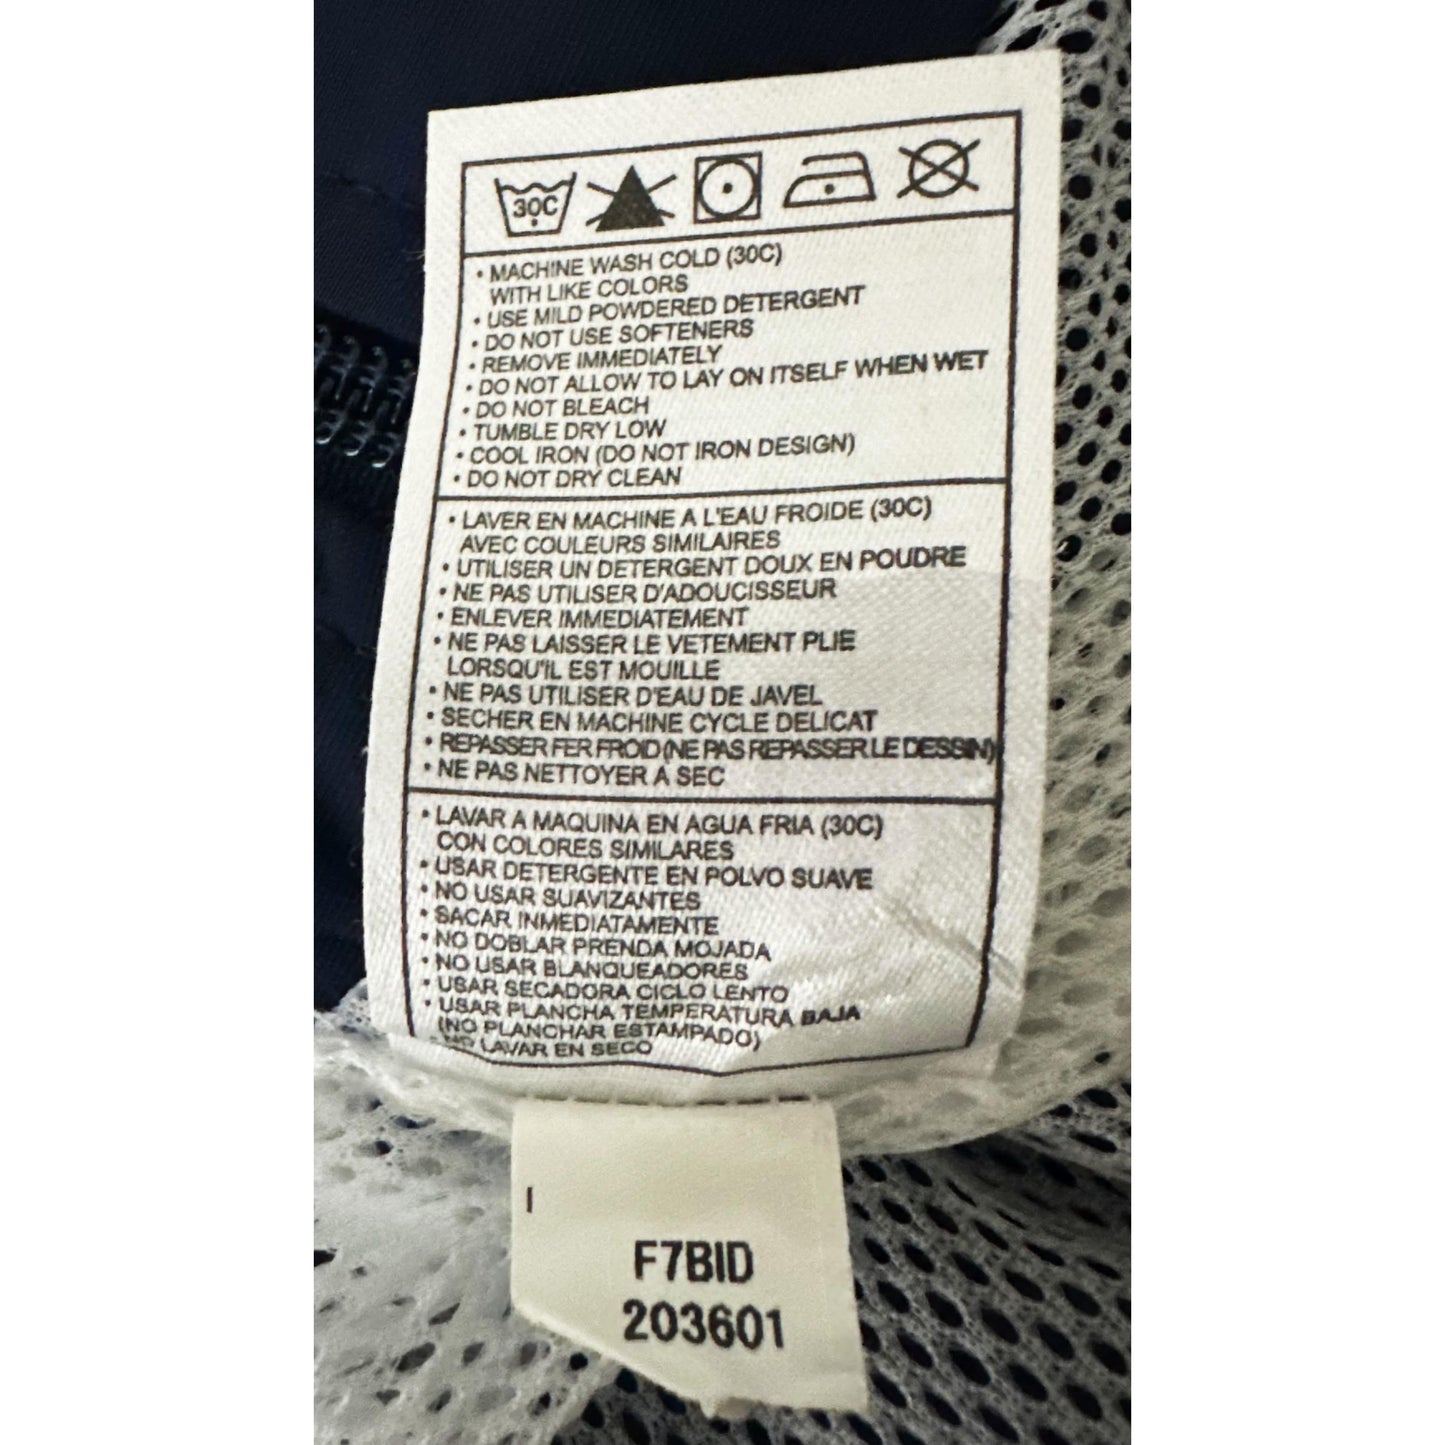 30C
• MACHINE WASH COLD (30C)
WITH LIKE COLORS
• USE MILD POWDERED DETERGENT
• DO NOT USE SOFTENERS
• REMOVE IMMEDIATELY
• DO NOT ALLOW TO LAY ON ITSELF WHEN WET
• DO NOT BLEACH
• TUMBLE DRY LOW
• COOL IRON (DO NOT IRON DESIGN)
• DO NOT DRY CLEAN
• LAVER EN MACHINE A L'EAU FROIDE (30C)
AVEC COULEURS SIMILAIRES
• UTILISER UN DETERGENT DOUX EN POUDRE
• NE PAS UTILISER D'ADOUCISSEUR
• ENLEVER IMMEDIATEMENT
• NE PAS LAISSER LE VETEMENT PLIE
LORSQU'IL EST MOUILLE
• NE PAS UTILISER D'EAU DE JAVEL
• SECHER EN MACHINE CYCLE DELICAT
• REPASSER FER FROID (NE PAS REPASSER LE DESSIN)
• NE PAS NETTOYER A SEC
• LAVAR A MAQUINA EN AGUA FRIA (30C)
CON COLORES SIMILARES
• USAR DETERGENTE EN POLVO SUAVE
• NO USAR SUAVIZANTES
• SACAR INMEDIATAMENTE
• NO DOBLAR PRENDA MOJADA
• NO USAR BLANQUEADORES
• USAR SECADORA CICLO LENTO
• USAR PLANCHA TEMPERATURA BAJA
(NO PLANCHAR ESTAMPADO)
• NO LAVAR EN SECO
F7BID
203601